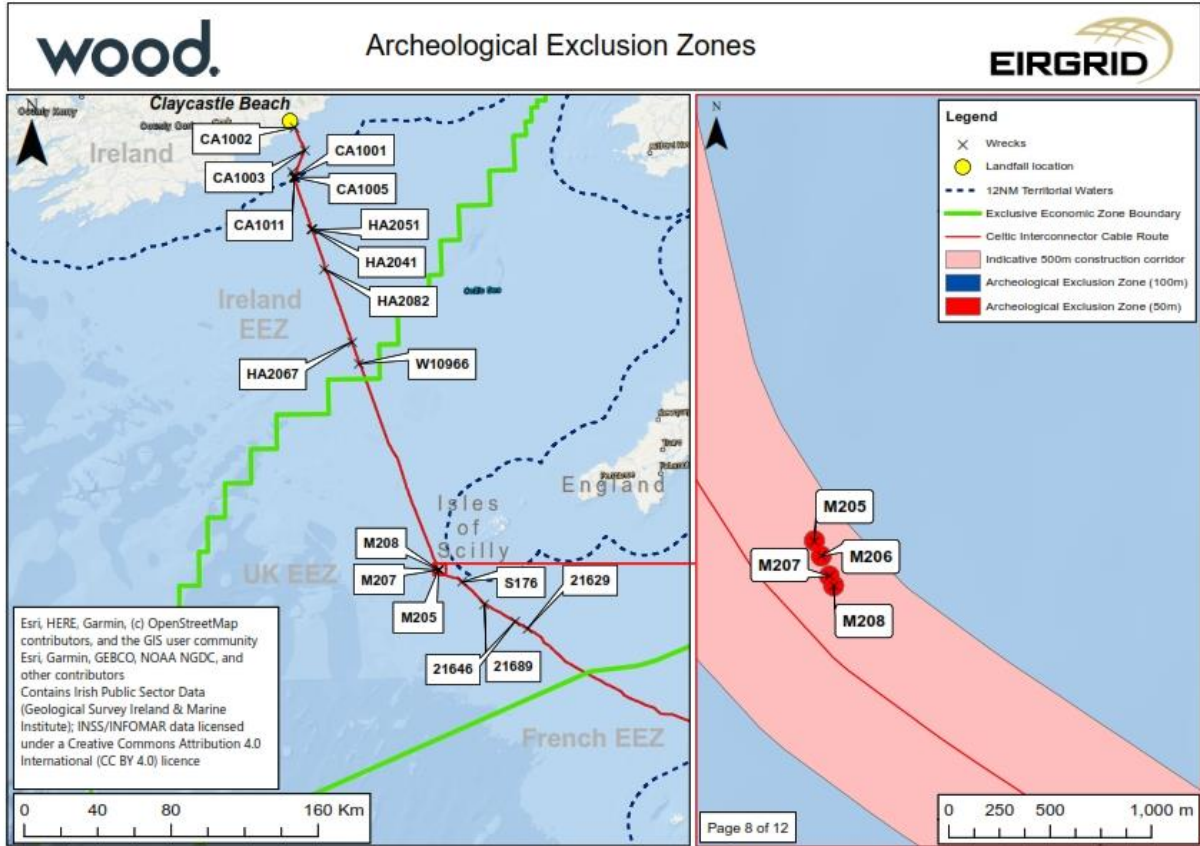 wood.
Archeological Exclusion Zones
EIRGRID
N
Claycastle Beach
Ireland
CA1002
CA1001
CA1003
CA1005
CA1011
HA2051
HA2041
HA2082
Ireland
EEZ
HA2067
W10966
England
Isles
of
Scilly
M208
UK EEZ
M207
S176
21629
M205
21646
21689
French EEZ
Esri, HERE, Garmin, (c) OpenStreetMap
contributors, and the GIS user community
Esri, Garmin, GEBCO, NOAA NGDC, and
other contributors
Contains Irish Public Sector Data
(Geological Survey Ireland & Marine
Institute); INSS/INFOMAR data licensed
under a Creative Commons Attribution 4.0
International (CC BY 4.0) licence
0 40 80 160 Km
N
Legend
Wrecks
Landfall location
12NM Territorial Waters
Exclusive Economic Zone Boundary
Celtic Interconnector Cable Route
Indicative 500m construction corridor
Archeological Exclusion Zone (100m)
Archeological Exclusion Zone (50m)
M205
M206
M207
M208
Page 8 of 12
0 250 500 1,000 m